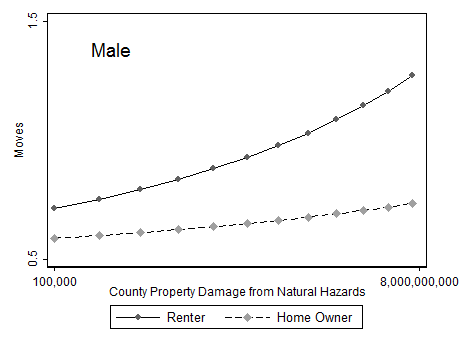 1.5
Male
Moves
0.5
100,000
8,000,000,000
County Property Damage from Natural Hazards
Renter
Home Owner